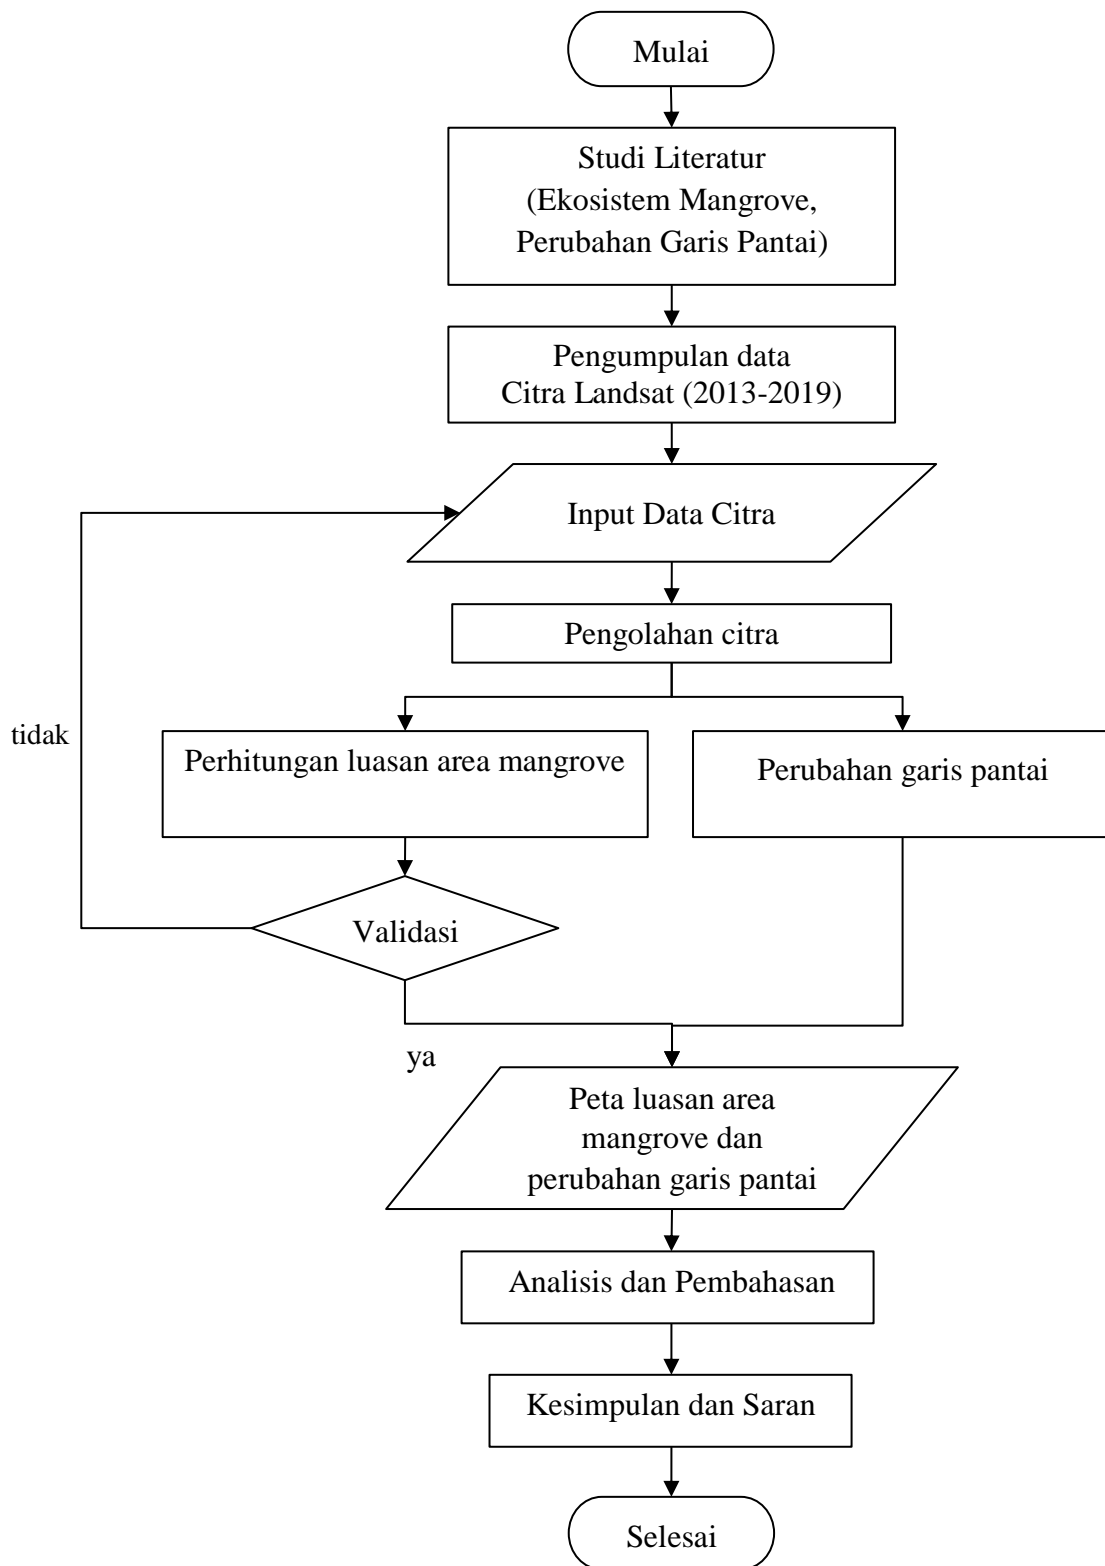 Mulai
Studi Literatur
(Ekosistem Mangrove,
Perubahan Garis Pantai)
Pengumpulan data
Citra Landsat (2013-2019)
Input Data Citra
Pengolahan citra
tidak
Perhitungan luasan area mangrove
Perubahan garis pantai
Validasi
ya
Peta luasan area
mangrove dan
perubahan garis pantai
Analisis dan Pembahasan
Kesimpulan dan Saran
Selesai